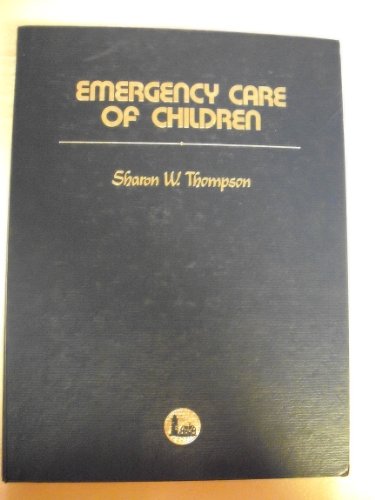 EMERGENCY CARE
OF CHILDREN
Sharon W. Thompson